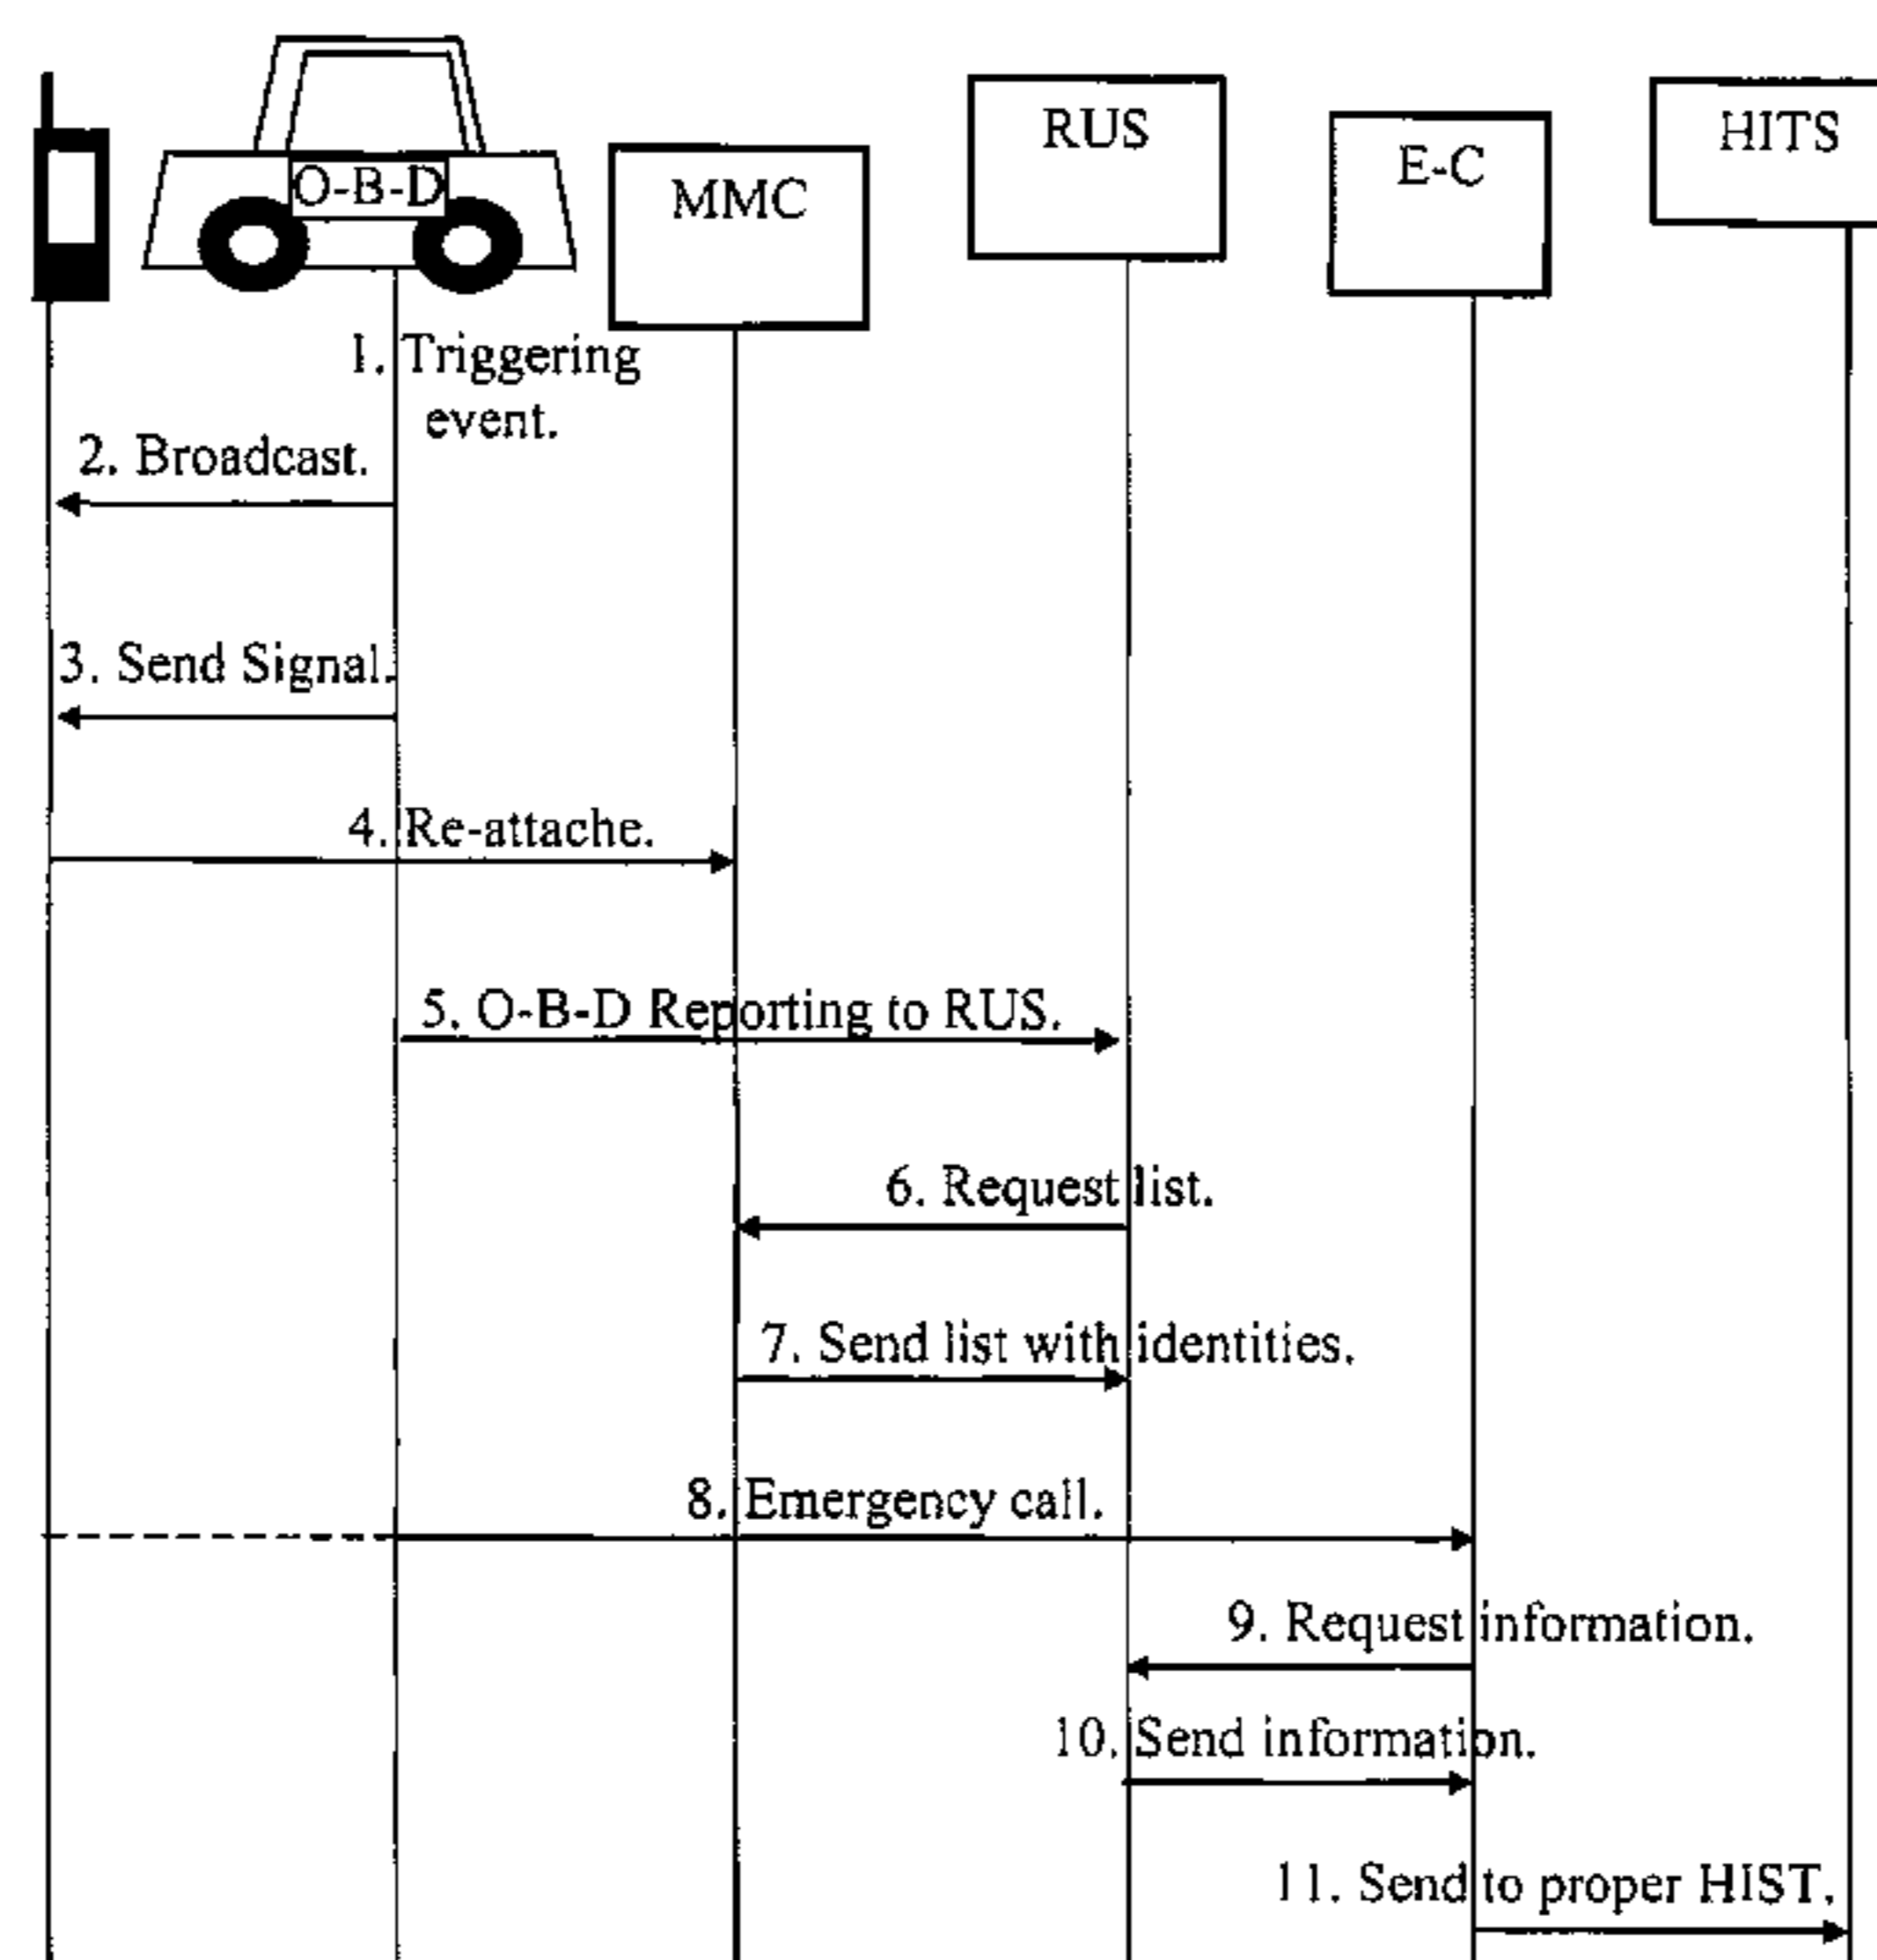 RUS
HITS
E-C
O-B-D
MMC
1. Triggering
event.
2. Broadcast.
3. Send Signal.
4. Re-attache.
5. O-B-D Reporting to RUS.
6. Request list.
7. Send list with identities.
8. Emergency call.
9. Request information.
10. Send information.
11. Send to proper HIST.